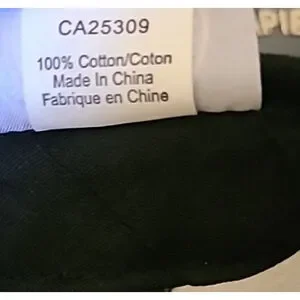 CA25309
100% Cotton/Coton
Made In China
Fabrique en Chine